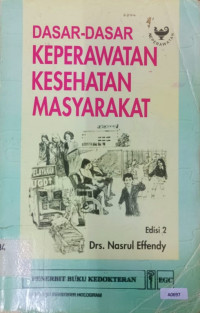 DASAR-DASAR
KEPERAWATAN
KESEHATAN
MASYARAKAT
Edisi 2
Drs. Nasrul Effendy
PENERBIT BUKU KEDOKTERAN
EGC